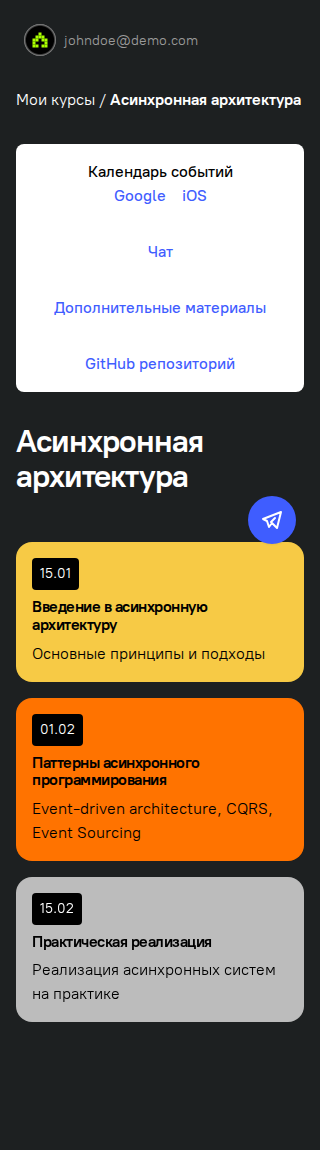 johndoe@demo.com
Мои курсы / Асинхронная архитектура
Календарь событий
Google iOS
Чат
Дополнительные материалы
GitHub репозиторий
Асинхронная
архитектура
15.01
Введение в асинхронную
архитектуру
Основные принципы и подходы
01.02
Паттерны асинхронного
программирования
Event-driven architecture, CQRS,
Event Sourcing
15.02
Практическая реализация
Реализация асинхронных систем
на практике